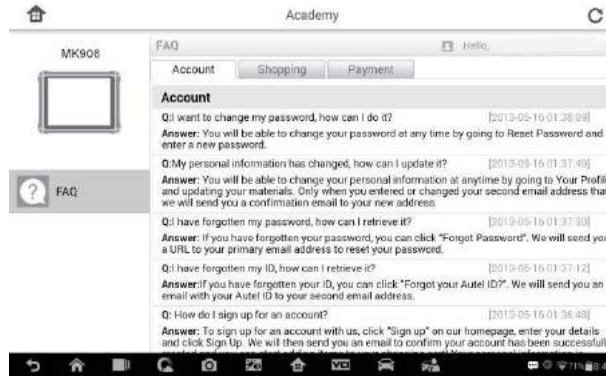 Academy
MK908
FAQ
FAQ
Hello,
Account Shopping Payment
Account
Q:I want to change my password, how can I do it? [2013-05-16 01:38:09]
Answer: You will be able to change your password at any time by going to Reset Password and
enter a new password.
Q:My personal information has changed, how can I update it? [2013-05-16 01:37:49]
Answer: You will be able to change your personal information at anytime by going to Your Profil
and updating your materials. Only when you entered or changed your second email address that
we will send you a confirmation email to your new address.
Q:I have forgotten my password, how can I retrieve it? [2013-05-16 01:37:30]
Answer: If you have forgotten your password, you can click "Forgot Password". We will send you
a URL to your primary email address to reset your password.
Q:I have forgotten my ID, how can I retrieve it? [2013-05-16 01:37:12]
Answer:If you have forgotten your ID, you can click "Forgot your Autel ID?". We will send you an
email with your Autel ID to your second email address.
Q: How do I sign up for an account? [2013-05-16 01:36:48]
Answer: To sign up for an account with us, click "Sign up" on our homepage, enter your details
and click Sign Up. We will then send you an email to confirm your account has been successfull
71%